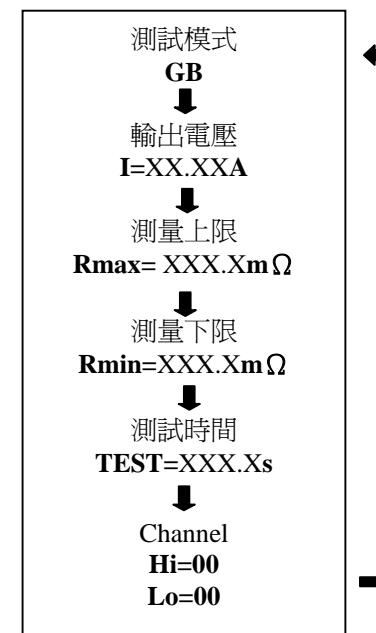 測試模式
GB
輸出電壓
I=XX.XXA
測量上限
Rmax= XXX.XmΩ
測量下限
Rmin=XXX.XmΩ
測試時間
TEST=XXX.Xs
Channel
Hi=00
Lo=00